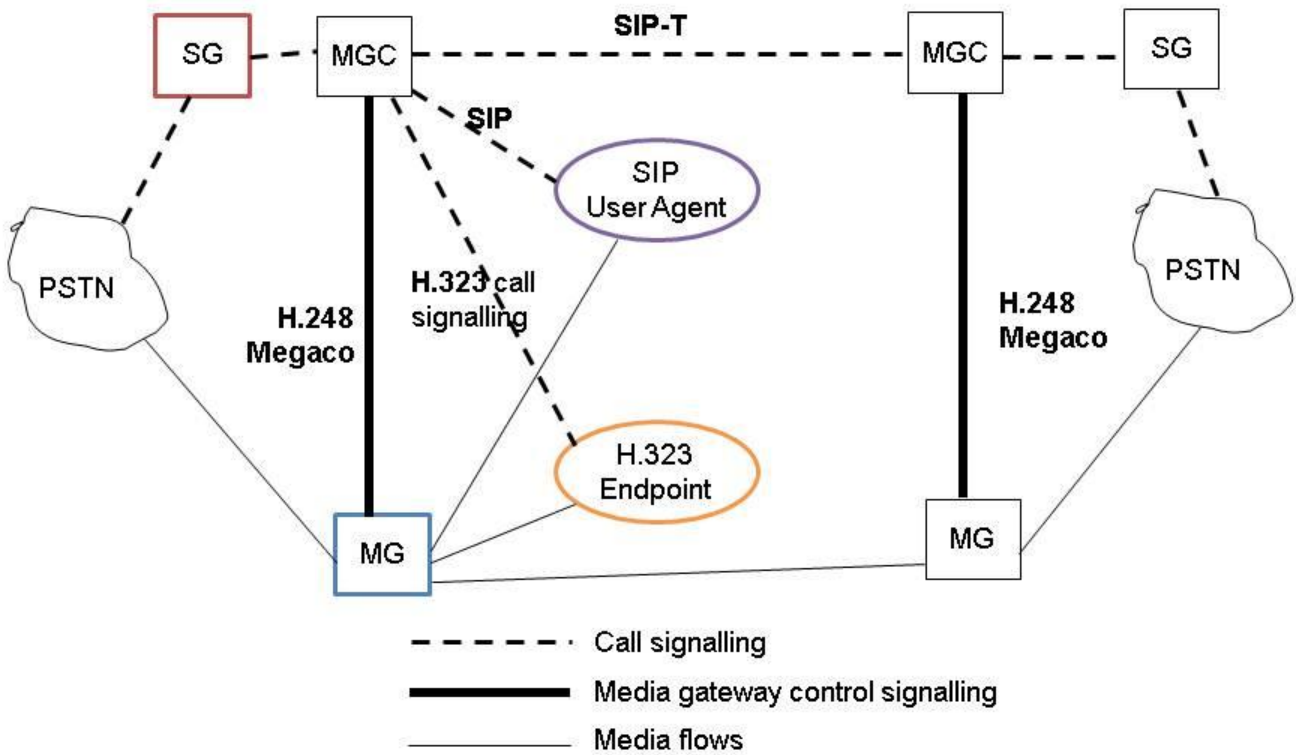 SIP-T
SG
MGC
MGC
SG
SIP
SIP
User Agent
PSTN
PSTN
H.323 call
signalling
H.248
Megaco
H.248
Megaco
H.323
Endpoint
MG
MG
Call signalling
Media gateway control signalling
Media flows